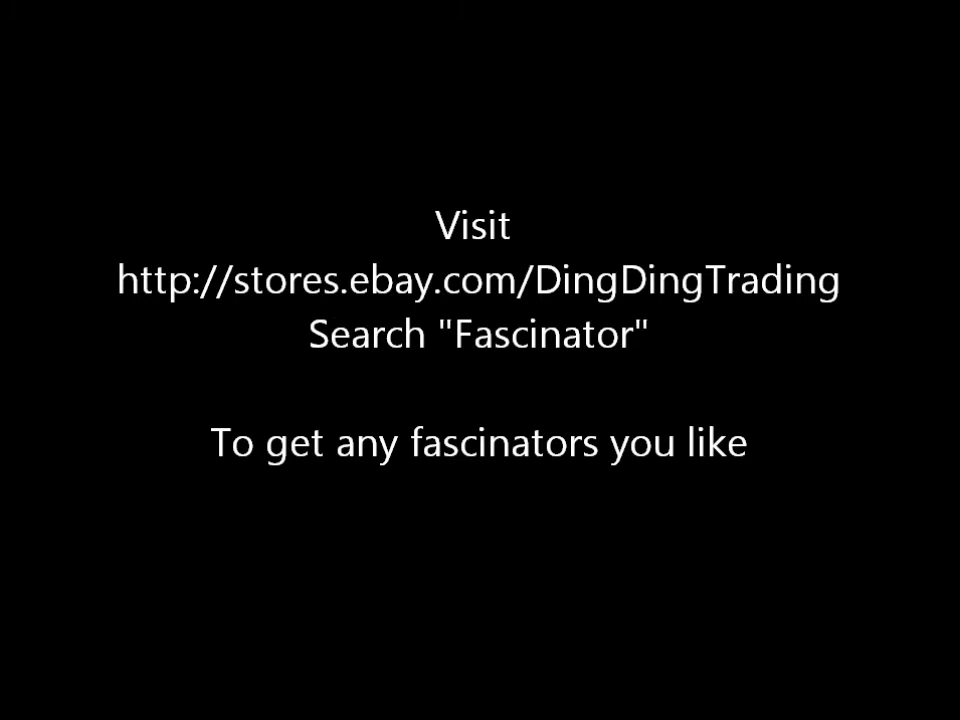 Visit
http://stores.ebay.com/DingDingTrading
Search "Fascinator"
To get any fascinators you like